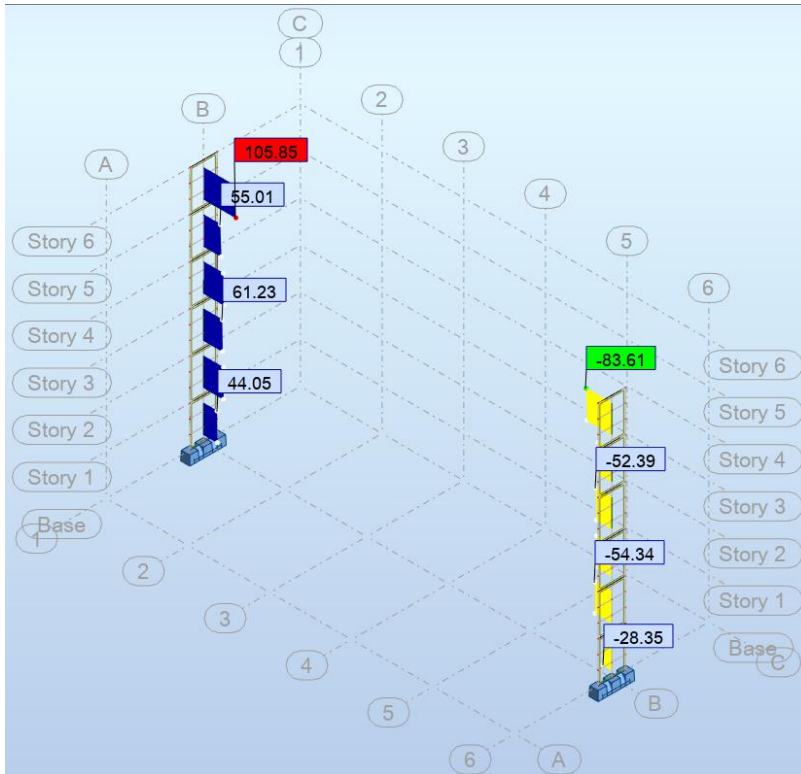 C
1
2
B
3
A
105.85
4
55.01
5
Story 6
6
Story 5
61.23
Story 4
Story 6
-83.61
Story 3
44.05
Story 5
Story 2
Story 4
-52.39
Story 1
Story 3
Base
1
Story 2
-54.34
2
Story 1
3
-28.35
Base
C
4
B
5
6
A